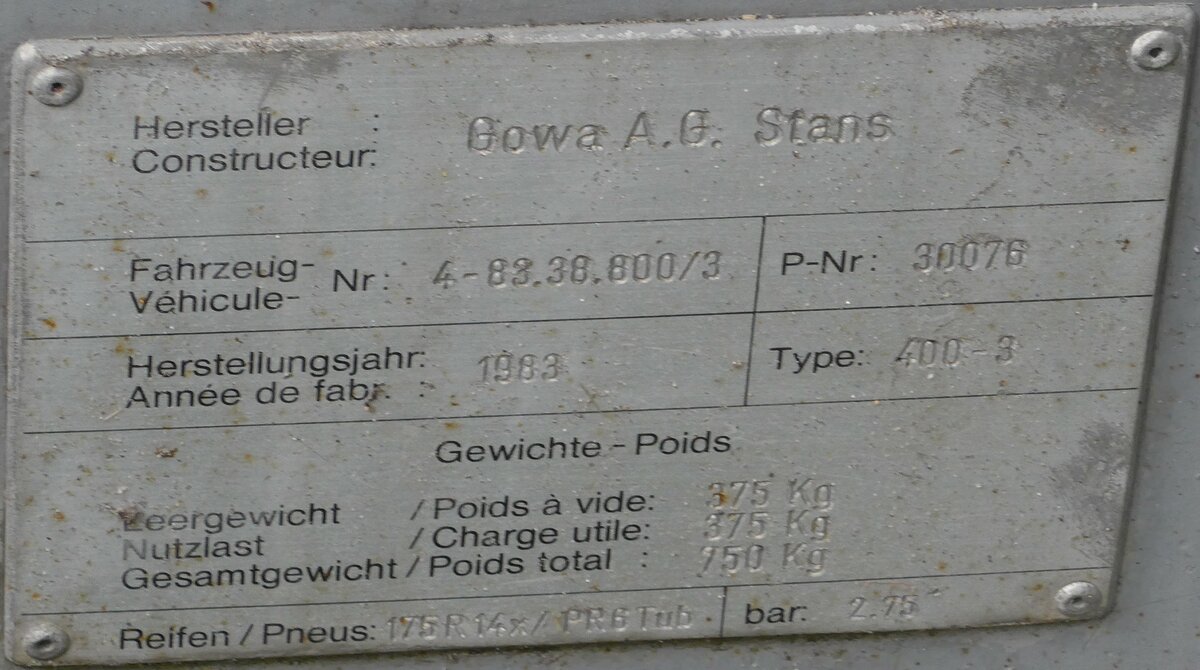 Hersteller :
Constructeur: Gowa A.G. Stans
Fahrzeug-
Véhicule- Nr: 4-83.38.800/3 P-Nr: 30076
Herstellungsjahr: 1983 Type: 400-3
Année de fabr. :
Gewichte - Poids
Leergewicht / Poids à vide: 375 Kg
Nutzlast / Charge utile: 375 Kg
Gesamtgewicht / Poids total : 750 Kg
Reifen / Pneus: 175 R 14x/ PR6 Tub. bar: 2.75